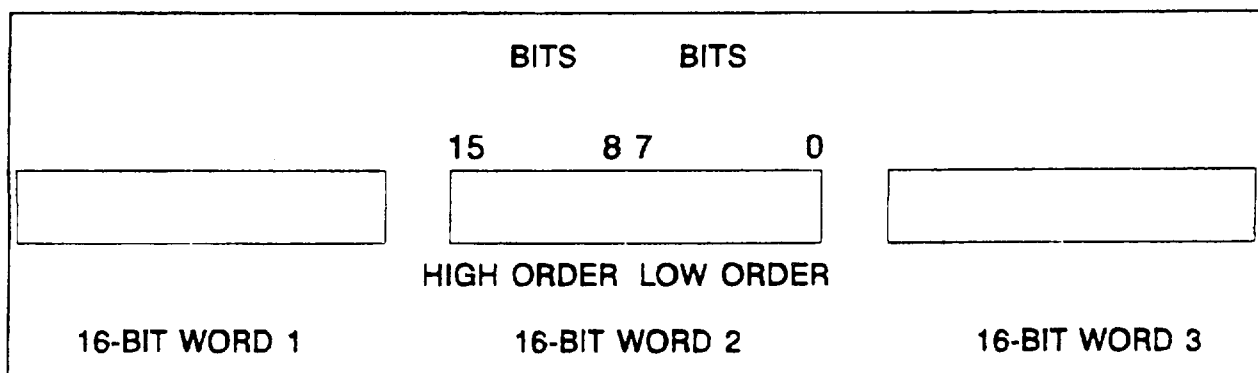 BITS BITS
15 8 7 0
HIGH ORDER LOW ORDER
16-BIT WORD 1 16-BIT WORD 2 16-BIT WORD 3